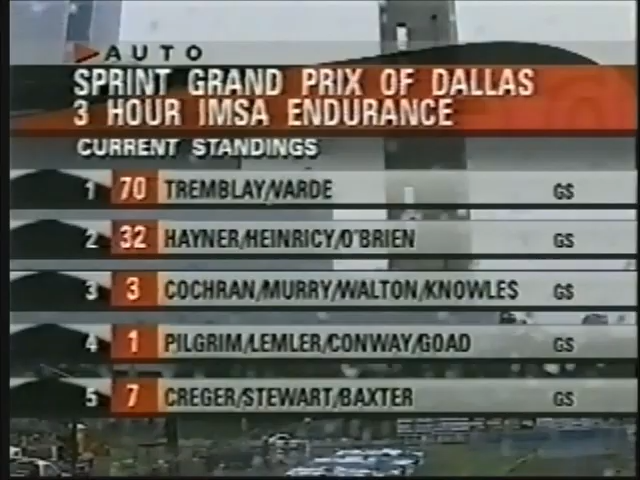 AUTO
SPRINT GRAND PRIX OF DALLAS
3 HOUR IMSA ENDURANCE
CURRENT STANDINGS
1 70 TREMBLAY/VARDE GS
2 32 HAYNER/HEINRICY/O'BRIEN GS
3 3 COCHRAN/MURRY/WALTON/KNOWLES GS
4 1 PILGRIM/LEMLER/CONWAY/GOAD GS
5 7 CREGER/STEWART/BAXTER GS